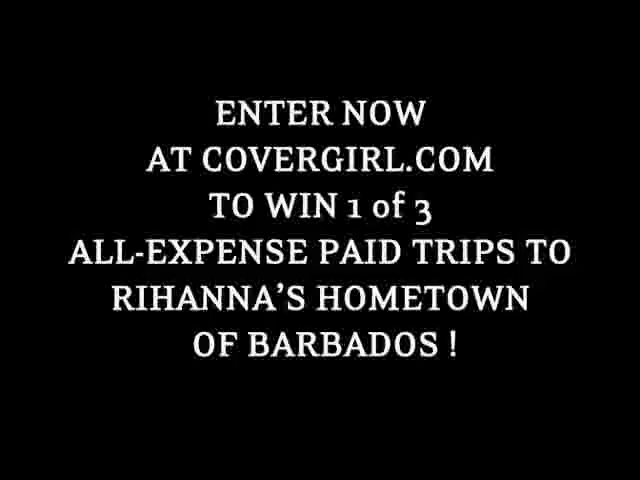 ENTER NOW
AT COVERGIRL.COM
TO WIN 1 of 3
ALL-EXPENSE PAID TRIPS TO
RIHANNA’S HOMETOWN
OF BARBADOS !